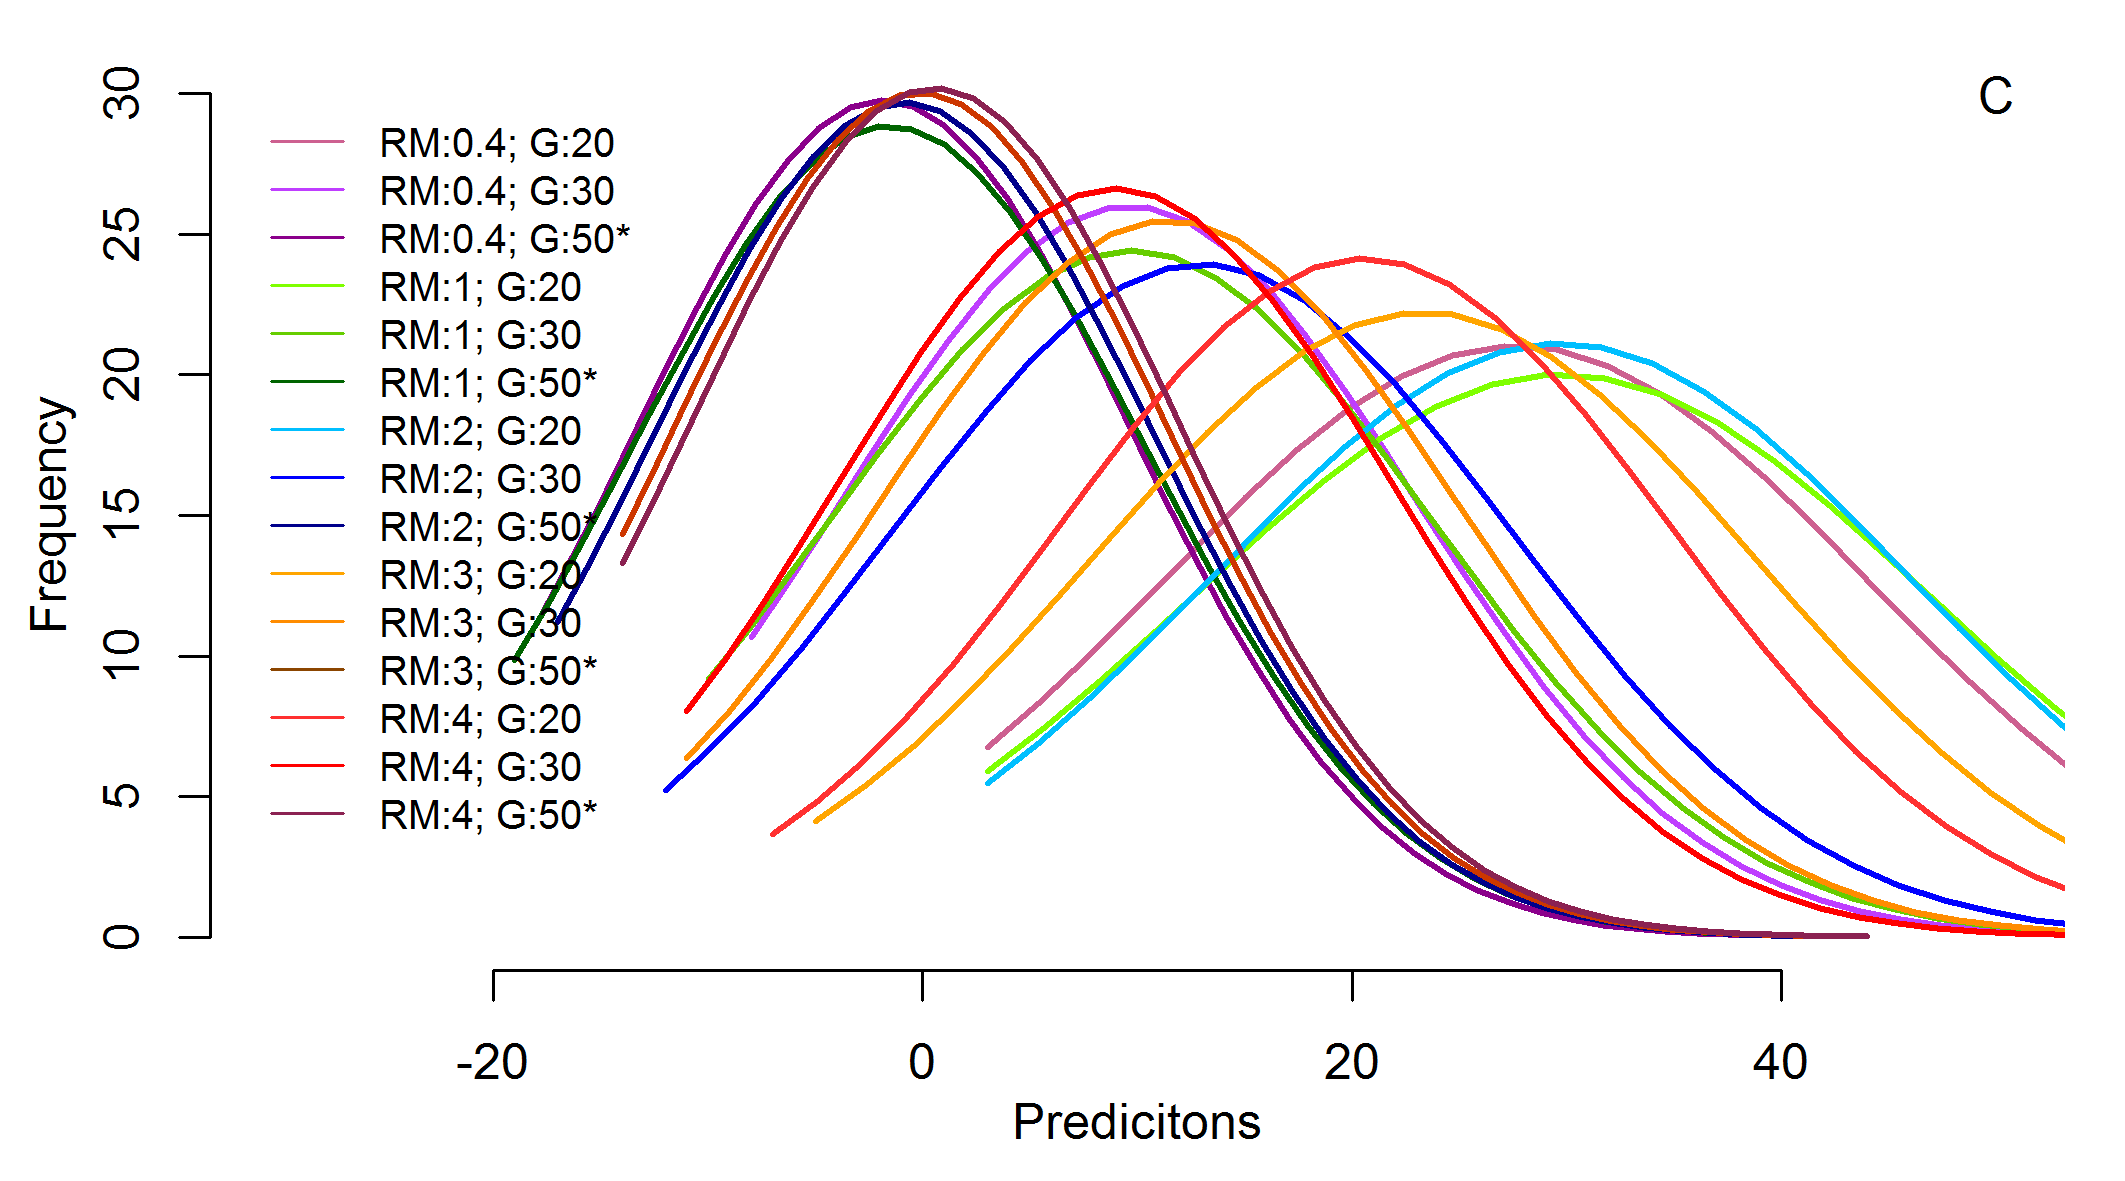 C
30
25
20
15
10
5
0
Frequency
RM:0.4; G:20
RM:0.4; G:30
RM:0.4; G:50*
RM:1; G:20
RM:1; G:30
RM:1; G:50*
RM:2; G:20
RM:2; G:30
RM:2; G:50*
RM:3; G:20
RM:3; G:30
RM:3; G:50*
RM:4; G:20
RM:4; G:30
RM:4; G:50*
-20 0 20 40
Predicitons